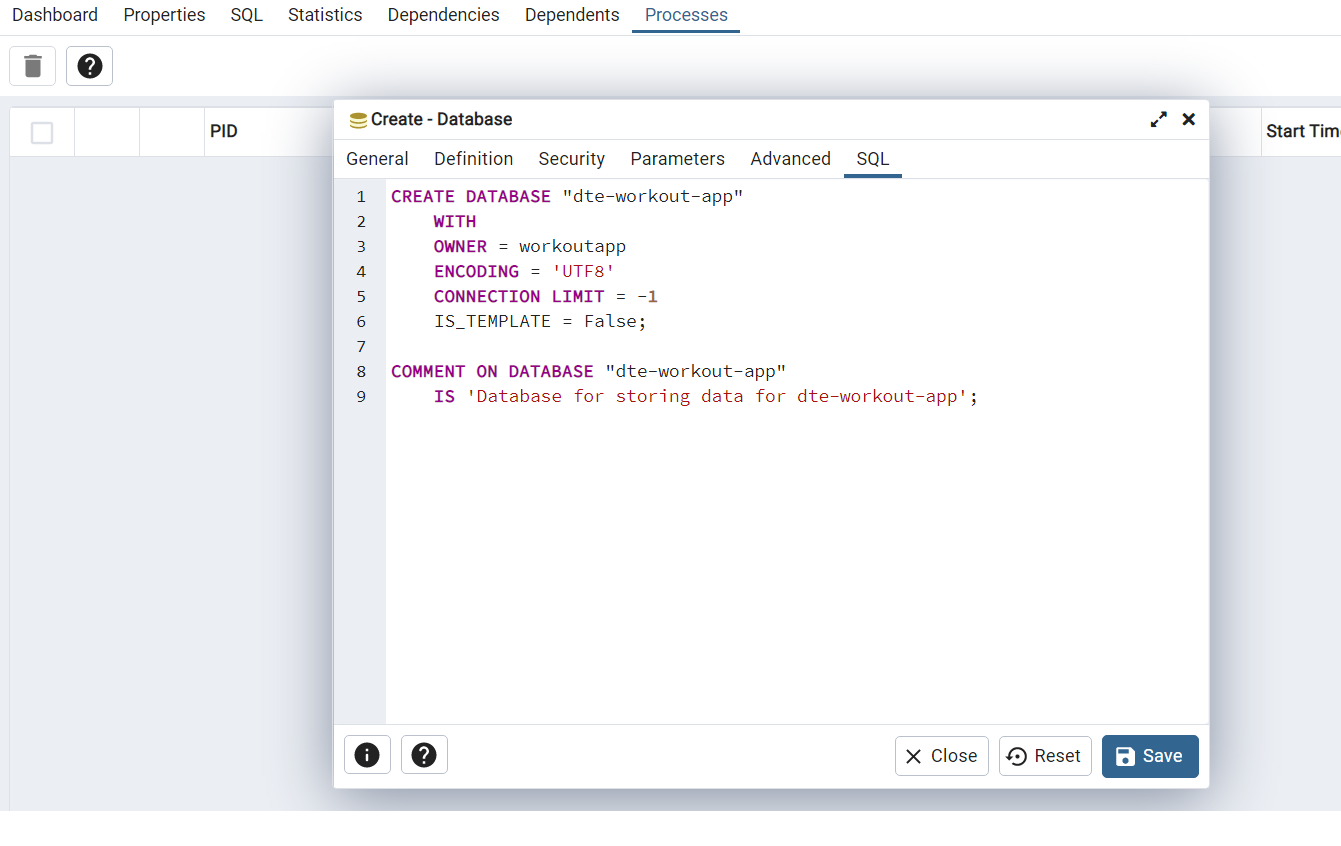 Dashboard Properties SQL Statistics Dependencies Dependents Processes
PID
Start Tim
Create - Database
General Definition Security Parameters Advanced SQL
1 CREATE DATABASE "dte-workout-app"
2 WITH
3 OWNER = workoutapp
4 ENCODING = 'UTF8'
5 CONNECTION LIMIT = -1
6 IS_TEMPLATE = False;
7
8 COMMENT ON DATABASE "dte-workout-app"
9 IS 'Database for storing data for dte-workout-app';
Close Reset Save